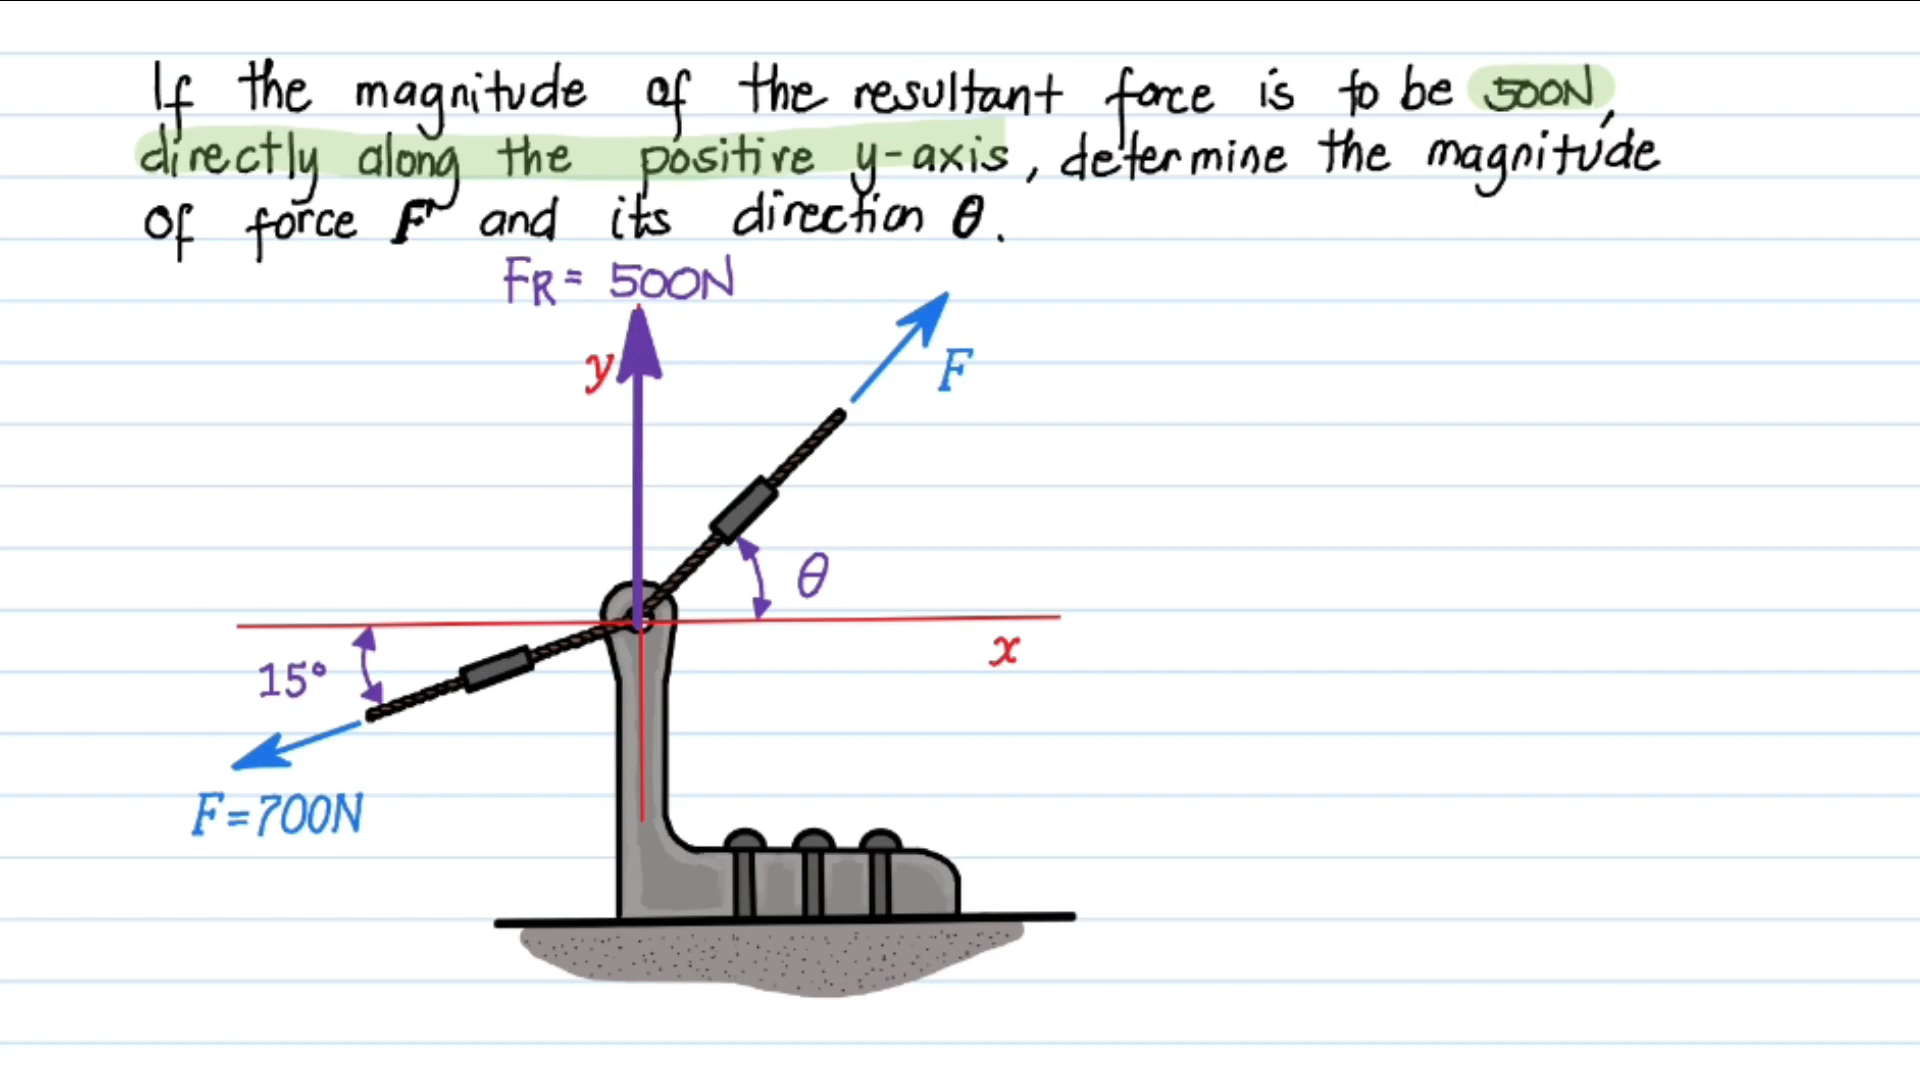 If the magnitude of the resultant force is to be 500N,
directly along the positive y-axis, determine the magnitude
of force F and its direction θ.
FR = 500N
y
F
θ
x
15°
F=700N